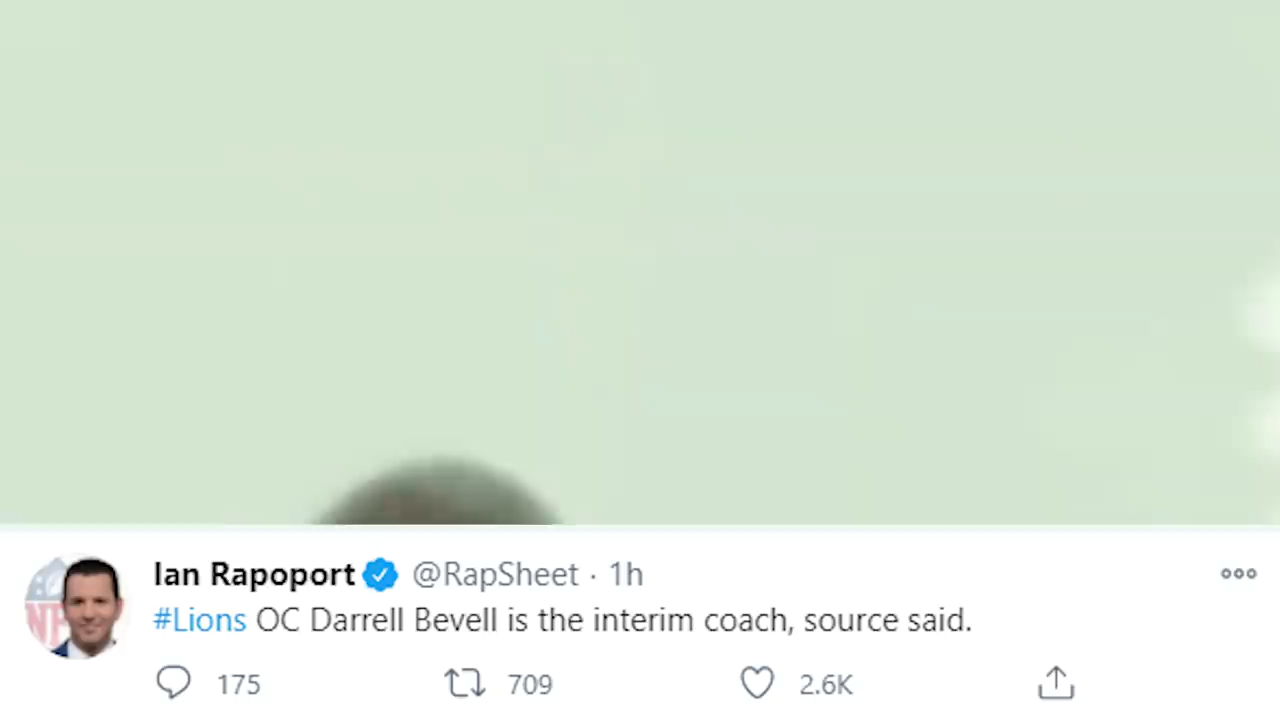 Ian Rapoport @RapSheet · 1h
#Lions OC Darrell Bevell is the interim coach, source said.
175 709 2.6K